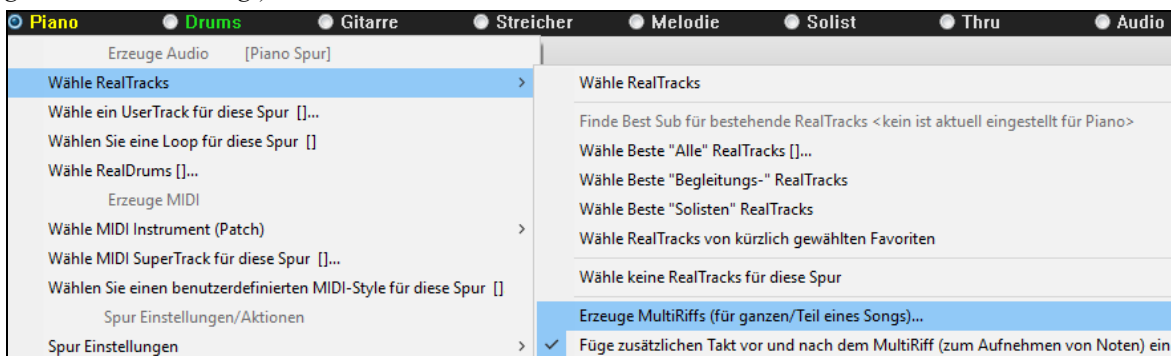 Piano Drums Gitarre Streicher Melodie Solist Thru Audio
Erzeuge Audio [Piano Spur]
Wähle RealTracks
Wähle ein UserTrack für diese Spur []...
Wählen Sie eine Loop für diese Spur []
Wähle RealDrums []...
Erzeuge MIDI
Wähle MIDI Instrument (Patch)
Wähle MIDI SuperTrack für diese Spur []...
Wählen Sie einen benutzerdefinierten MIDI-Style für diese Spur []
Spur Einstellungen/Aktionen
Spur Einstellungen
Wähle RealTracks
Finde Best Sub für bestehende RealTracks <kein ist aktuell eingestellt für Piano>
Wähle Beste "Alle" RealTracks []...
Wähle Beste "Begleitungs-" RealTracks
Wähle Beste "Solisten" RealTracks
Wähle RealTracks von kürzlich gewählten Favoriten
Wähle keine RealTracks für diese Spur
Erzeuge MultiRiffs (für ganzen/Teil eines Songs)...
Füge zusätzlichen Takt vor und nach dem MultiRiff (zum Aufnehmen von Noten) ein